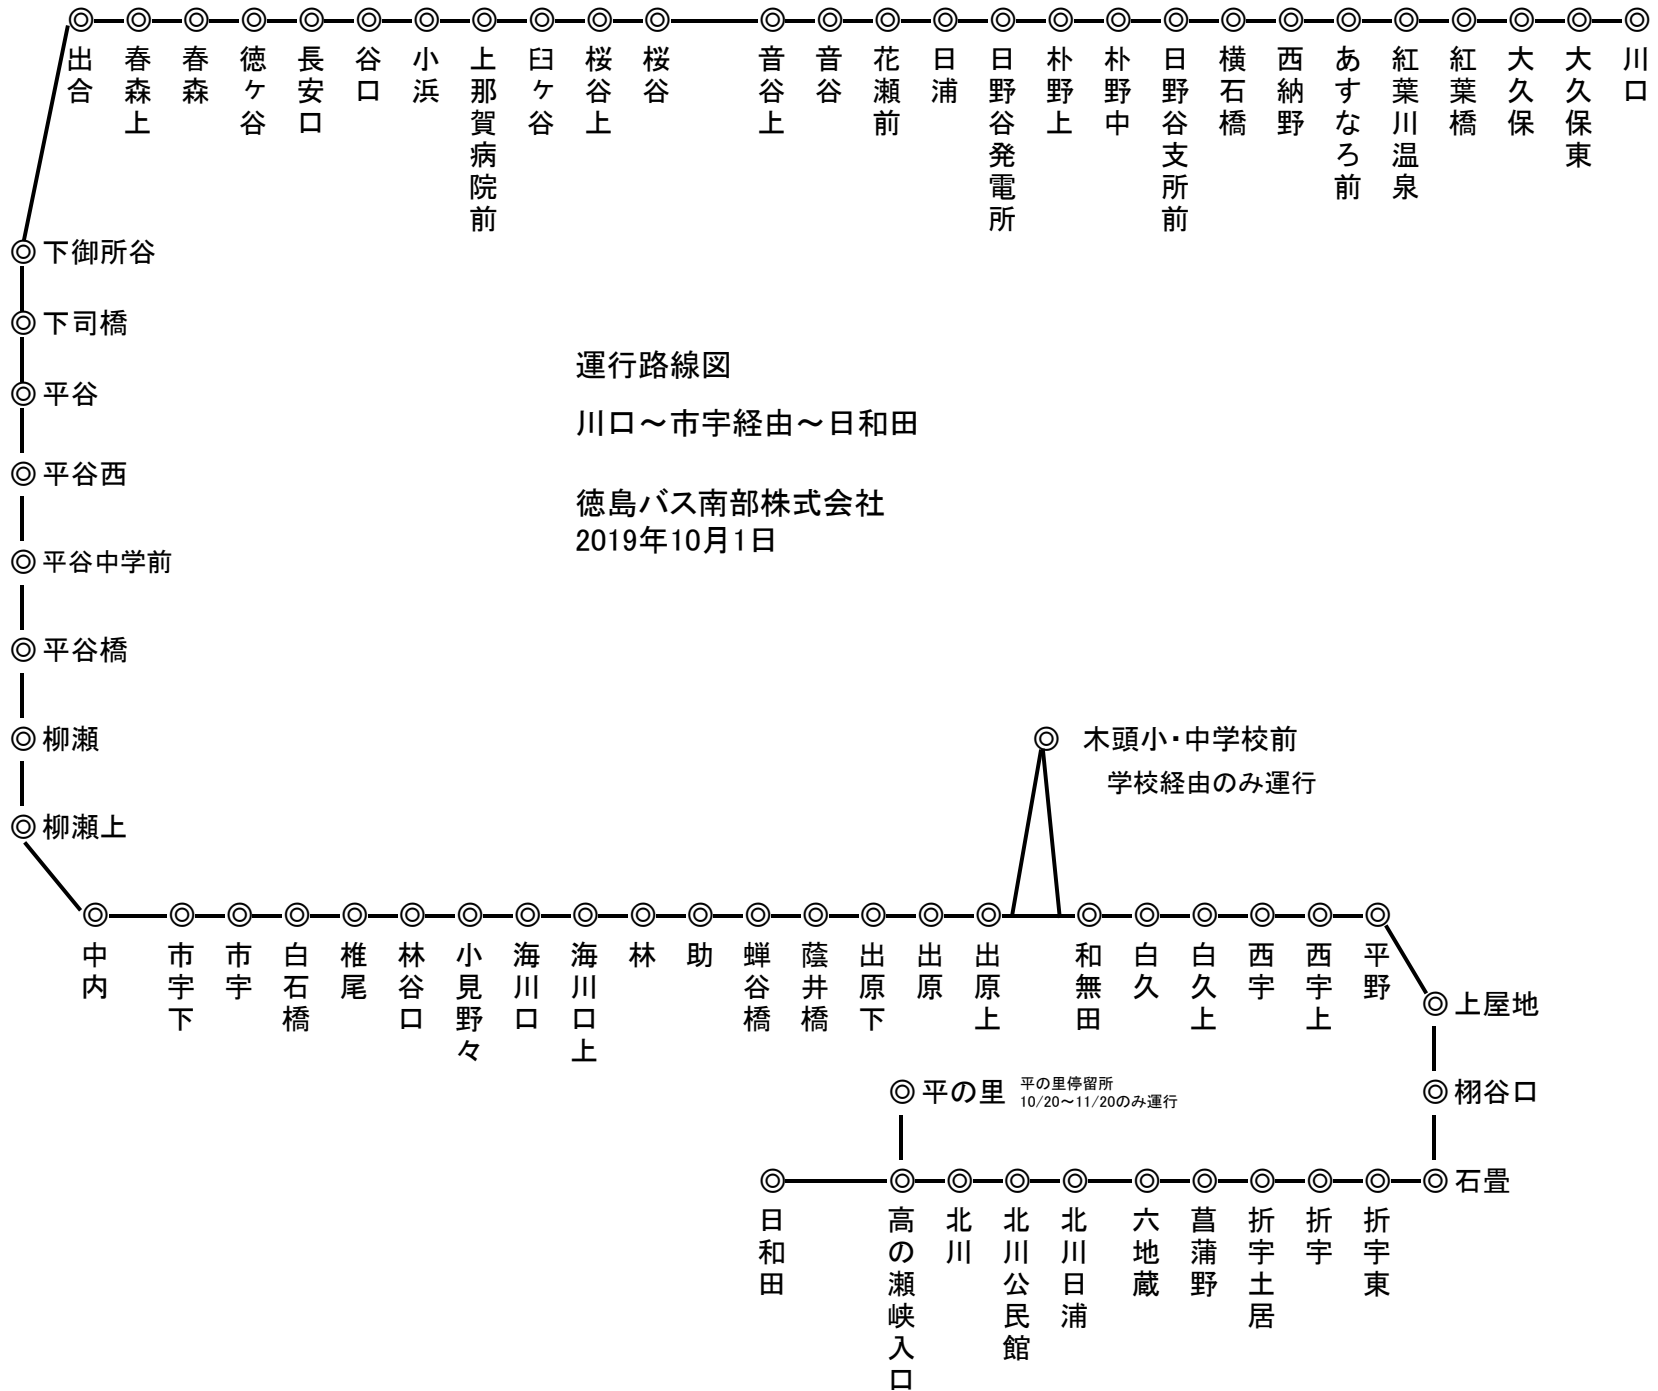 出合
春森上
春森
徳ヶ谷
長安口
谷口
小浜
上那賀病院前
臼ヶ谷
桜谷上
桜谷
音谷上
音谷
花瀬前
日浦
日野谷発電所
朴野上
朴野中
日野谷支所前
横石橋
西納野
あすなろ前
紅葉川温泉
紅葉橋
大久保
大久保東
川口
下御所谷
下司橋
平谷
平谷西
平谷中学前
平谷橋
柳瀬
柳瀬上
運行路線図
川口～市宇経由～日和田
徳島バス南部株式会社
2019年10月1日
木頭小・中学校前
学校経由のみ運行
中内
市宇下
市宇
白石橋
椎尾
林谷口
小見野々
海川口
海川口上
林
助
蝉谷橋
蔭井橋
出原下
出原
出原上
和無田
白久
白久上
西宇
西宇上
平野
上屋地
栩谷口
石畳
平の里
平の里停留所
10/20～11/20のみ運行
日和田
高の瀬峡入口
北川
北川公民館
北川日浦
六地蔵
菖蒲野
折宇土居
折宇
折宇東